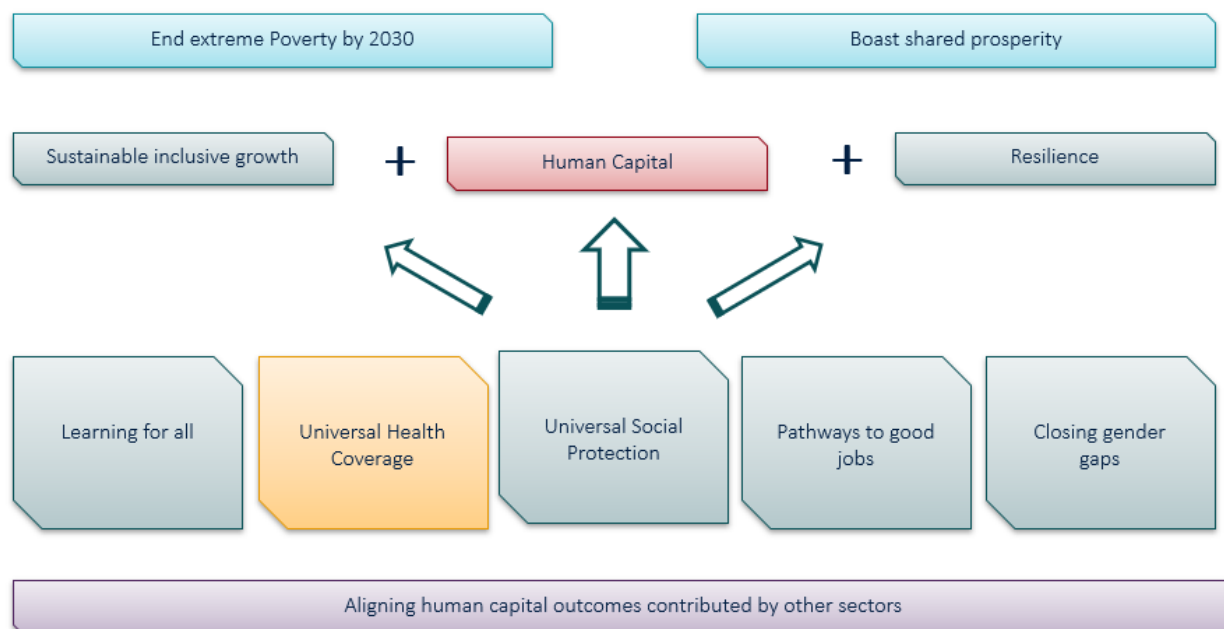 End extreme Poverty by 2030
Boast shared prosperity
Sustainable inclusive growth
+
Human Capital
+
Resilience
Learning for all
Universal Health
Coverage
Universal Social
Protection
Pathways to good
jobs
Closing gender
gaps
Aligning human capital outcomes contributed by other sectors